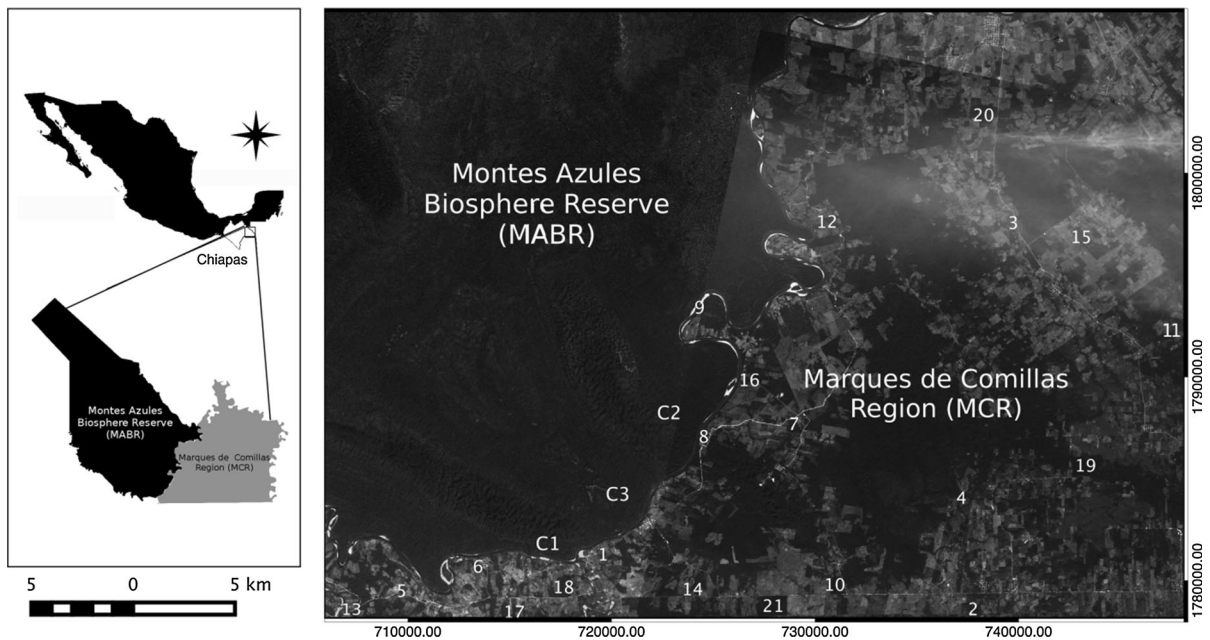 Chiapas
Montes Azules
Biosphere Reserve
(MABR)
Marques de Comillas
Region (MCR)
5 0 5 km
Montes Azules
Biosphere Reserve
(MABR)
Marques de Comillas
Region (MCR)
20
12
3
15
9
11
16
C2
7
8
19
C3
4
C1
1
6
5
18
14
10
13
17
21
2
710000.00
720000.00
730000.00
740000.00
1800000.00
1790000.00
1780000.00